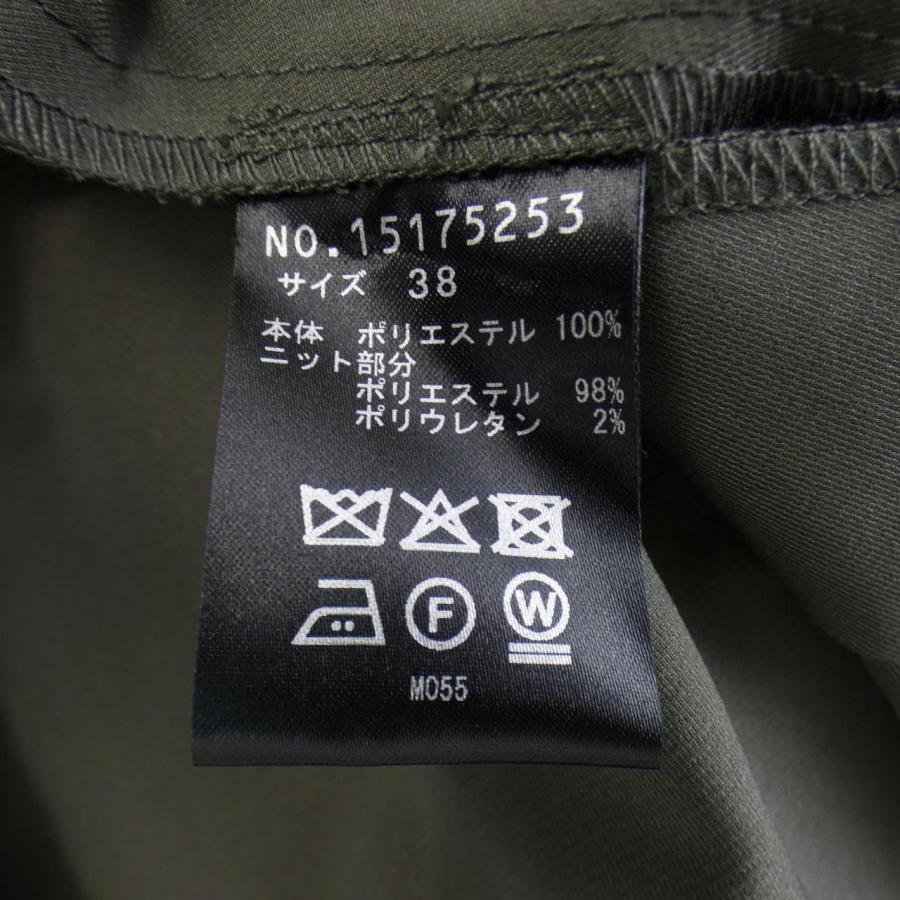 NO.15175253
サイズ 38
本体 ポリエステル 100%
ニット部分
ポリエステル 98%
ポリウレタン 2%
F W
M055